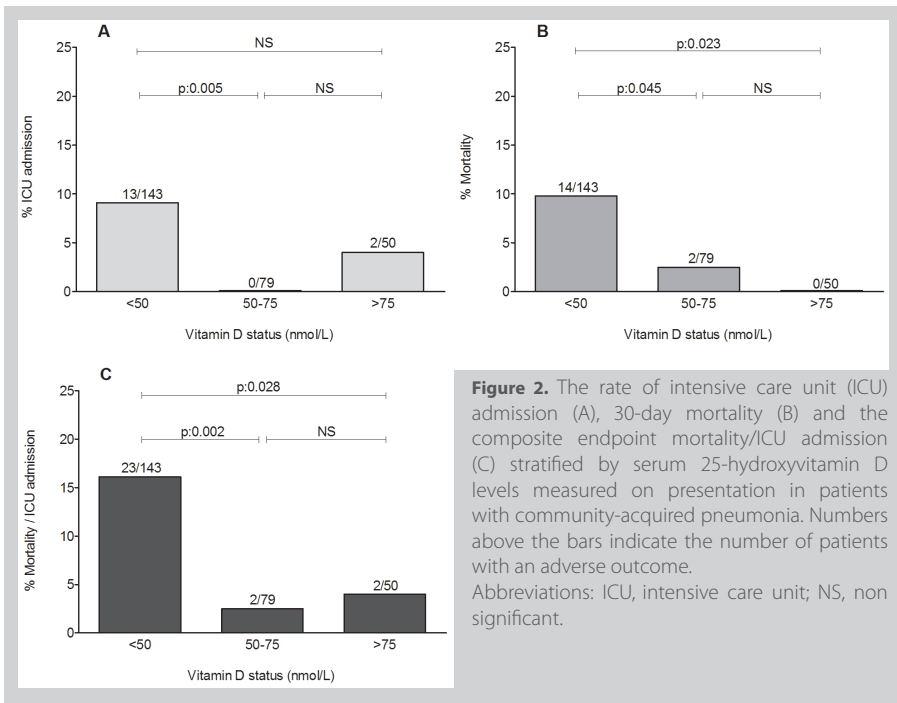 A
NS
p:0.005
NS
25
20
15
10
5
0
% ICU admission
13/143
0/79
2/50
<50
50-75
>75
Vitamin D status (nmol/L)
B
p:0.023
p:0.045
NS
25
20
15
10
5
0
% Mortality
14/143
2/79
0/50
<50
50-75
>75
Vitamin D status (nmol/L)
C
p:0.028
p:0.002
NS
25
20
15
10
5
0
% Mortality / ICU admission
23/143
2/79
2/50
<50
50-75
>75
Vitamin D status (nmol/L)
Figure 2. The rate of intensive care unit (ICU)
admission (A), 30-day mortality (B) and the
composite endpoint mortality/ICU admission
(C) stratified by serum 25-hydroxyvitamin D
levels measured on presentation in patients
with community-acquired pneumonia. Numbers
above the bars indicate the number of patients
with an adverse outcome.
Abbreviations: ICU, intensive care unit; NS, non
significant.